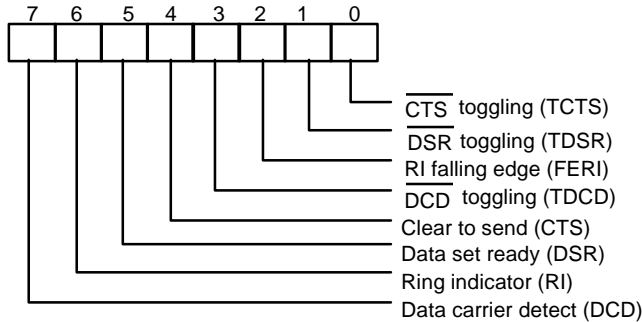 7 6 5 4 3 2 1 0
CTS toggling (TCTS)
DSR toggling (TDSR)
RI falling edge (FERI)
DCD toggling (TDCD)
Clear to send (CTS)
Data set ready (DSR)
Ring indicator (RI)
Data carrier detect (DCD)